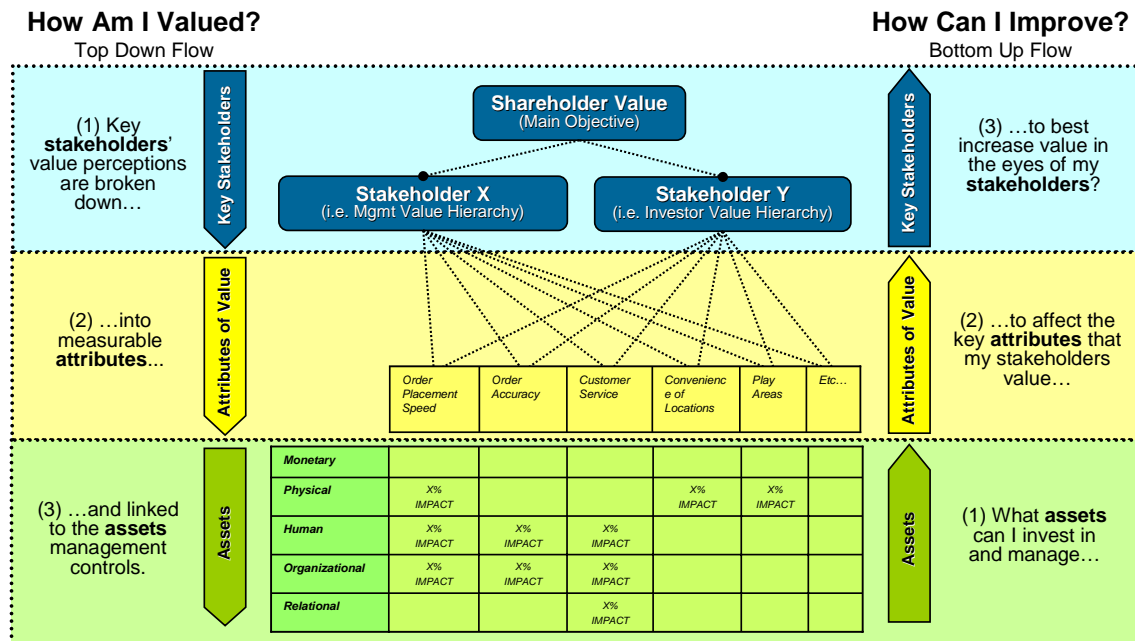 How Am I Valued?
Top Down Flow
How Can I Improve?
Bottom Up Flow
(1) Key
stakeholders'
value perceptions
are broken
down…
Key Stakeholders
Shareholder Value
(Main Objective)
Stakeholder X
(i.e. Mgmt Value Hierarchy)
Stakeholder Y
(i.e. Investor Value Hierarchy)
Key Stakeholders
(3) …to best
increase value in
the eyes of my
stakeholders?
(2) …into
measurable
attributes...
Attributes of Value
Order
Placement
Speed
Order
Accuracy
Customer
Service
Convenienc
e of
Locations
Play
Areas
Etc…
Attributes of Value
(2) …to affect the
key attributes that
my stakeholders
value…
(3) …and linked
to the assets
management
controls.
Assets
Monetary
Physical
X%
IMPACT
X%
IMPACT
X%
IMPACT
Human
X%
IMPACT
X%
IMPACT
X%
IMPACT
Organizational
X%
IMPACT
X%
IMPACT
X%
IMPACT
Relational
X%
IMPACT
Assets
(1) What assets
can I invest in
and manage…